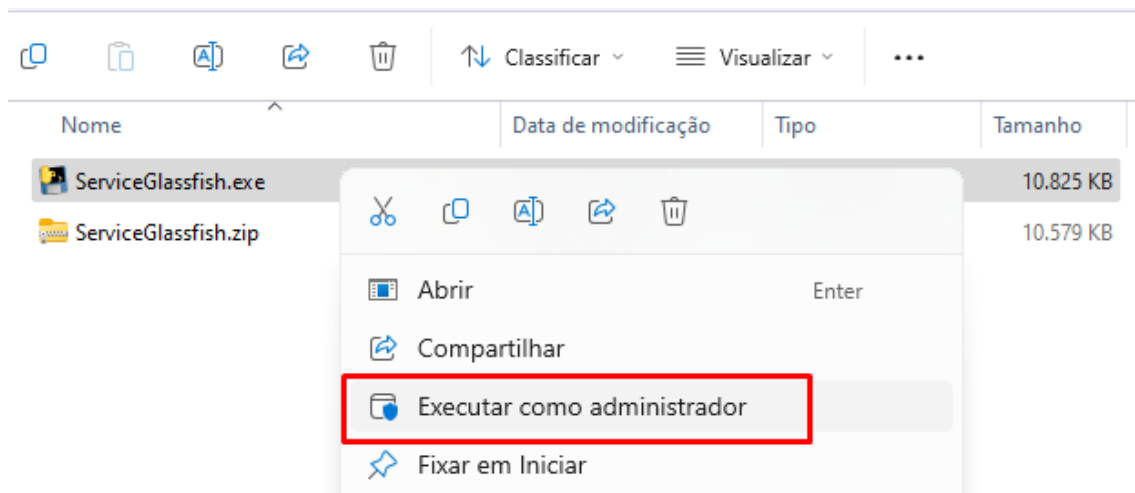 Classificar Visualizar
Nome Data de modificação Tipo Tamanho
ServiceGlassfish.exe 10.825 KB
ServiceGlassfish.zip 10.579 KB
Abrir Enter
Compartilhar
Executar como administrador
Fixar em Iniciar